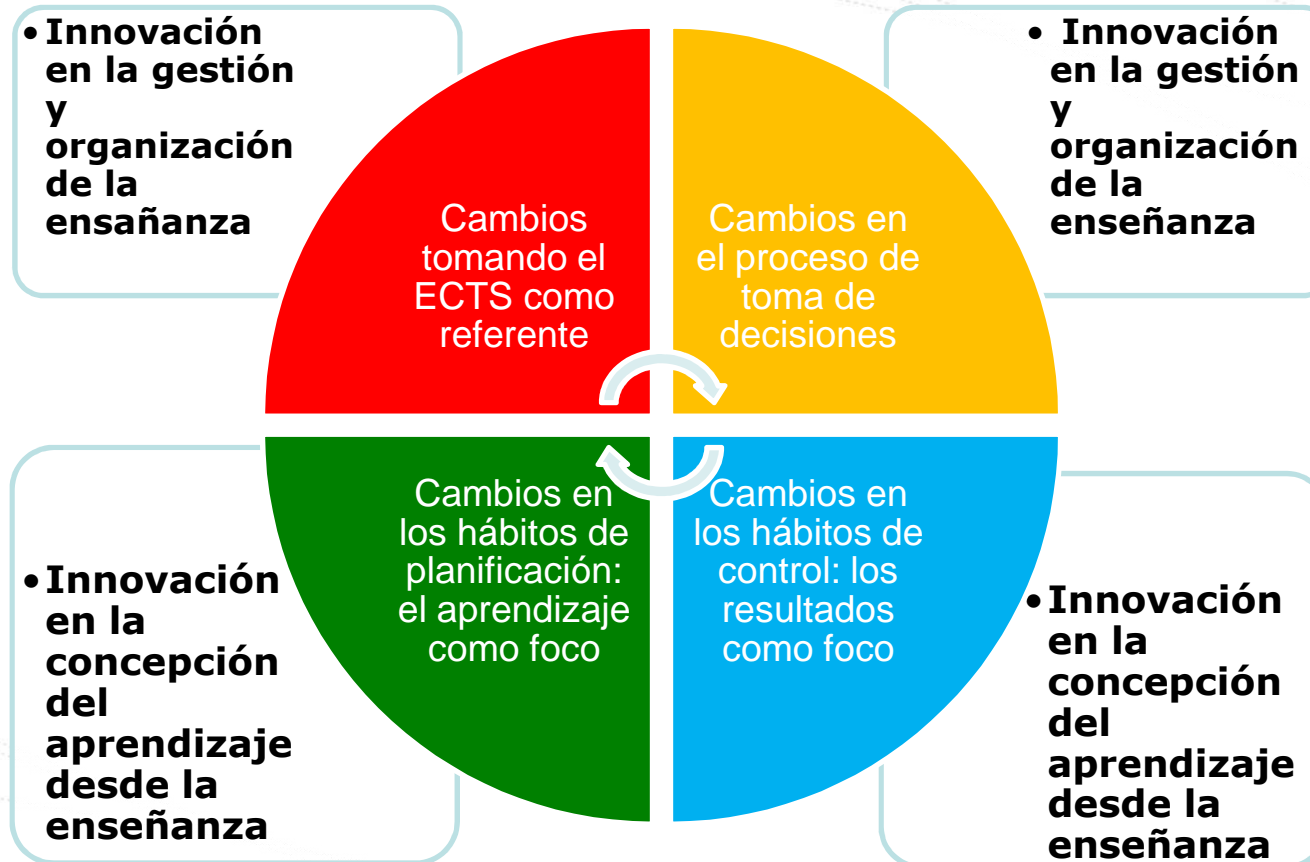 • Innovación
en la gestión
y
organización
de la
ensañanza
• Innovación
en la gestión
y
organización
de la
enseñanza
Cambios
tomando el
ECTS como
referente
Cambios en
el proceso de
toma de
decisiones
Cambios en
los hábitos de
planificación:
el aprendizaje
como foco
Cambios en
los hábitos de
control: los
resultados
como foco
• Innovación
en la
concepción
del
aprendizaje
desde la
enseñanza
• Innovación
en la
concepción
del
aprendizaje
desde la
enseñanza